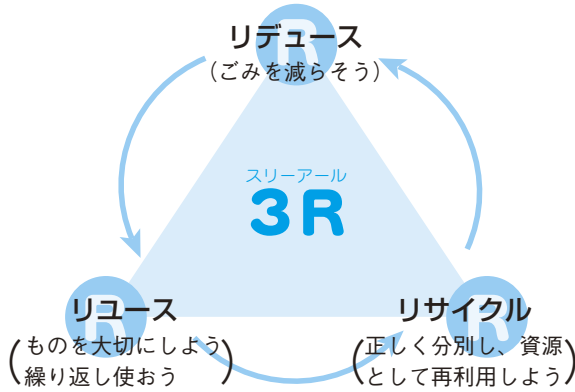 リデュース
（ごみを減らそう）
スリーアール
3R
リユース
（ものを大切にしよう
繰り返し使おう）
リサイクル
（正しく分別し、資源
として再利用しよう）
R
R
R